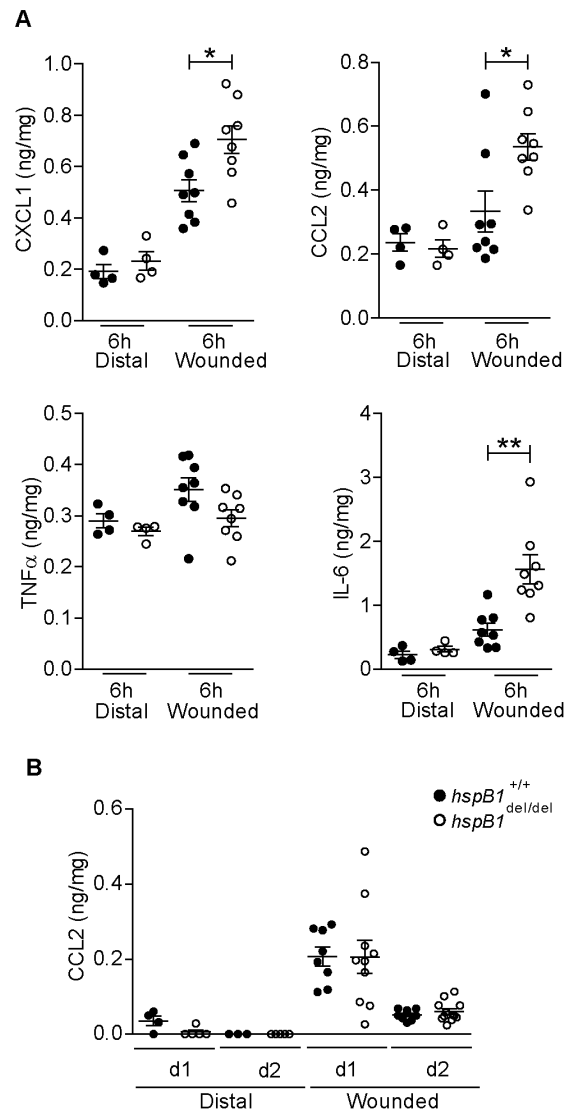 A
*
*
1.0
0.8
0.6
0.4
0.2
0.0
CXCL1 (ng/mg)
6h
6h
Distal
Wounded
0.8
0.6
0.4
0.2
0.0
CCL2 (ng/mg)
6h
6h
Distal
Wounded
0.5
0.4
0.3
0.2
0.1
0.0
TNFα (ng/mg)
6h
6h
Distal
Wounded
**
4
3
2
1
0
IL-6 (ng/mg)
6h
6h
Distal
Wounded
B
hspB1 +/+
hspB1 del/del
0.6
0.4
0.2
0.0
CCL2 (ng/mg)
d1 d2 d1 d2
Distal Wounded